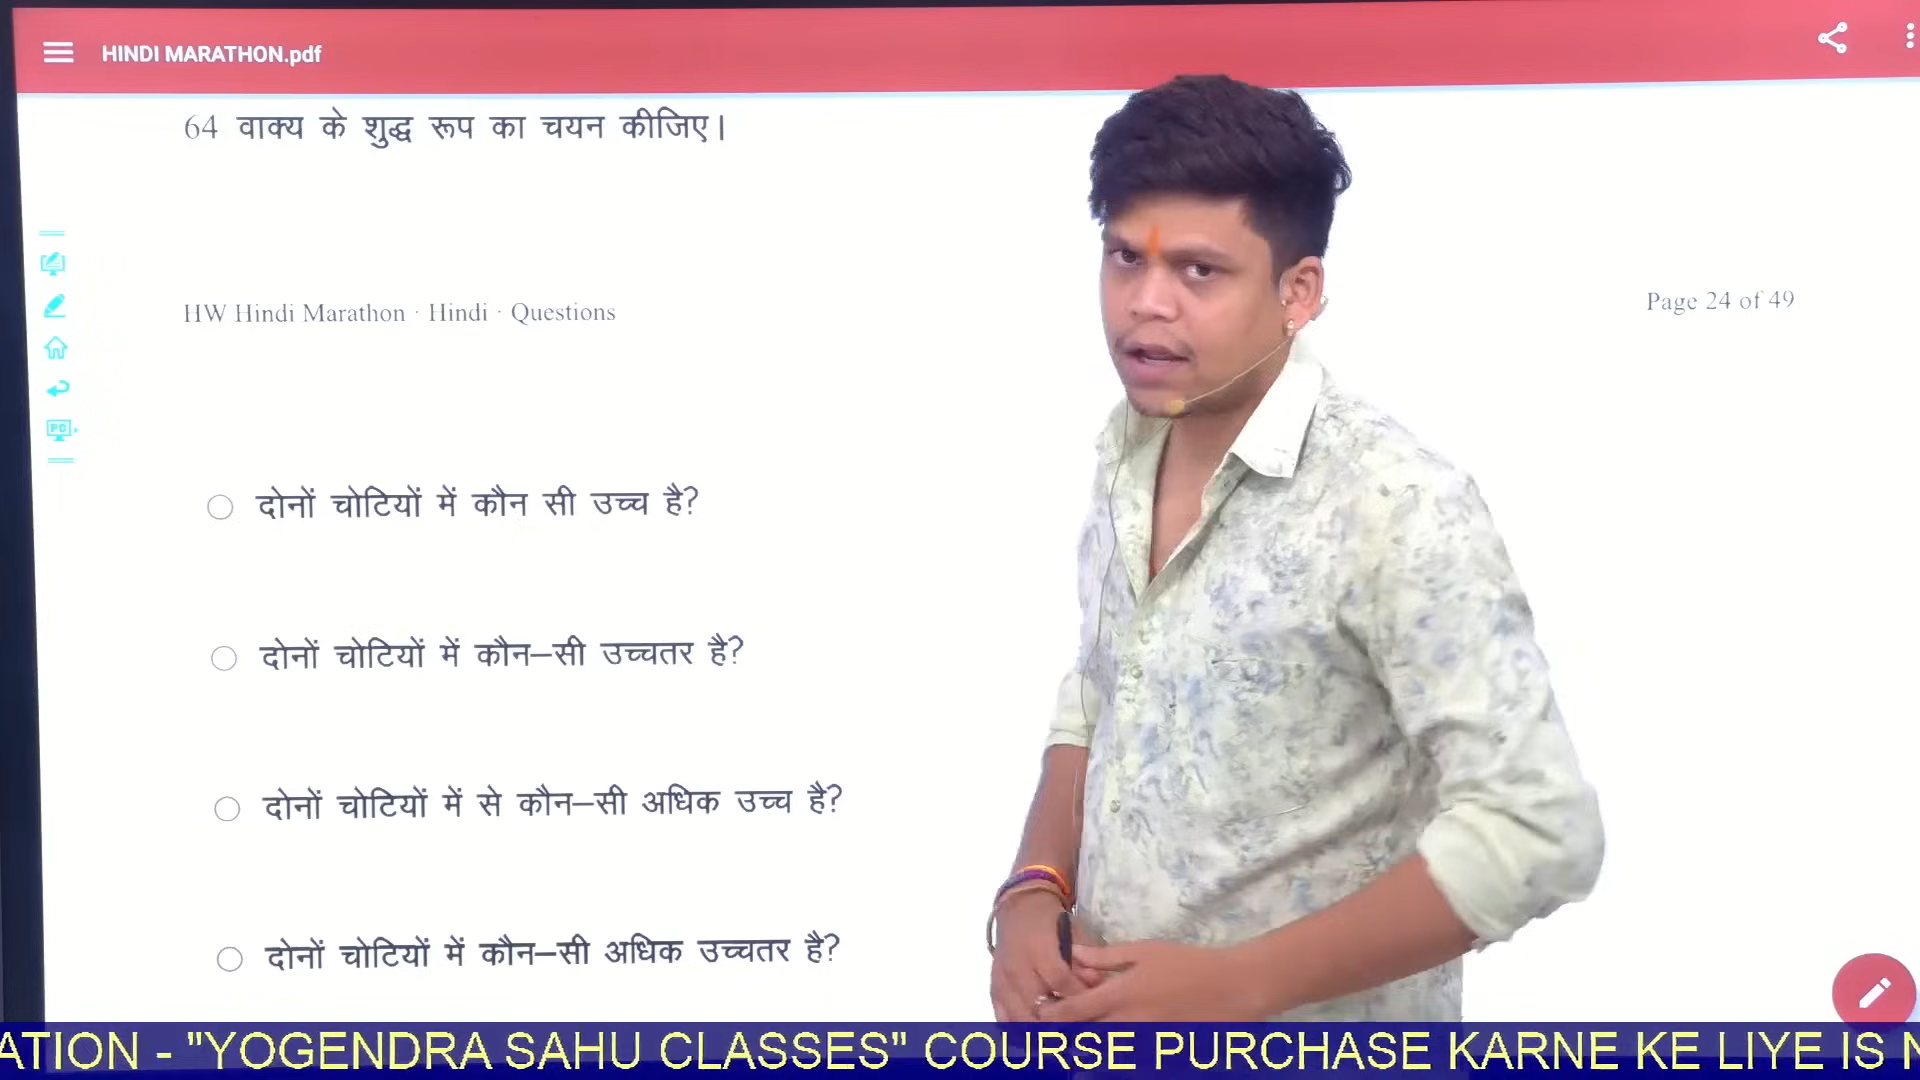 HINDI MARATHON.pdf
64 वाक्य के शुद्ध रूप का चयन कीजिए।
HW Hindi Marathon · Hindi · Questions
Page 24 of 49
PC
दोनों चोटियों में कौन सी उच्च है?
दोनों चोटियों में कौन–सी उच्चतर है?
दोनों चोटियों में से कौन–सी अधिक उच्च है?
दोनों चोटियों में कौन–सी अधिक उच्चतर है?
ATION - "YOGENDRA SAHU CLASSES" COURSE PURCHASE KARNE KE LIYE IS